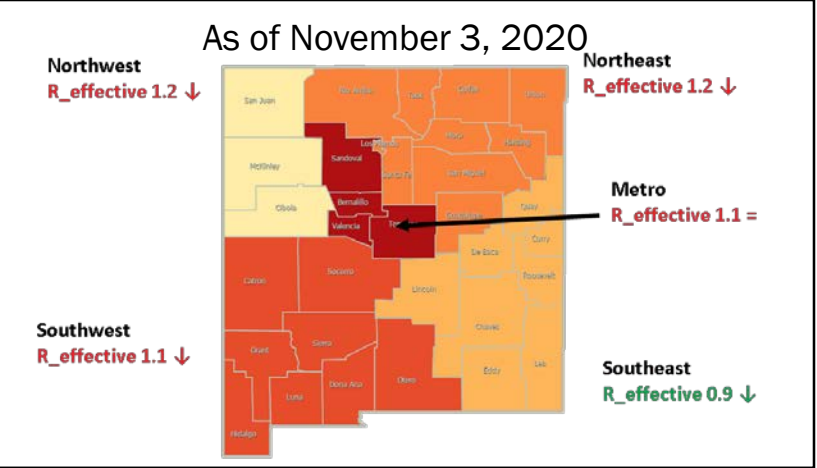 As of November 3, 2020
Northwest
R_effective 1.2 ↓
Northeast
R_effective 1.2 ↓
Metro
R_effective 1.1 =
Southwest
R_effective 1.1 ↓
Southeast
R_effective 0.9 ↓
San Juan
Rio Arriba
Taos
Colfax
Union
Mora
Harding
Los Alamos
Sandoval
McKinley
Santa Fe
San Miguel
Bernalillo
Cibola
Guadalupe
Quay
Valencia
Curry
De Baca
Roosevelt
Socorro
Catron
Lincoln
Chaves
Sierra
Grant
Eddy
Lea
Dona Ana
Otero
Luna
Hidalgo